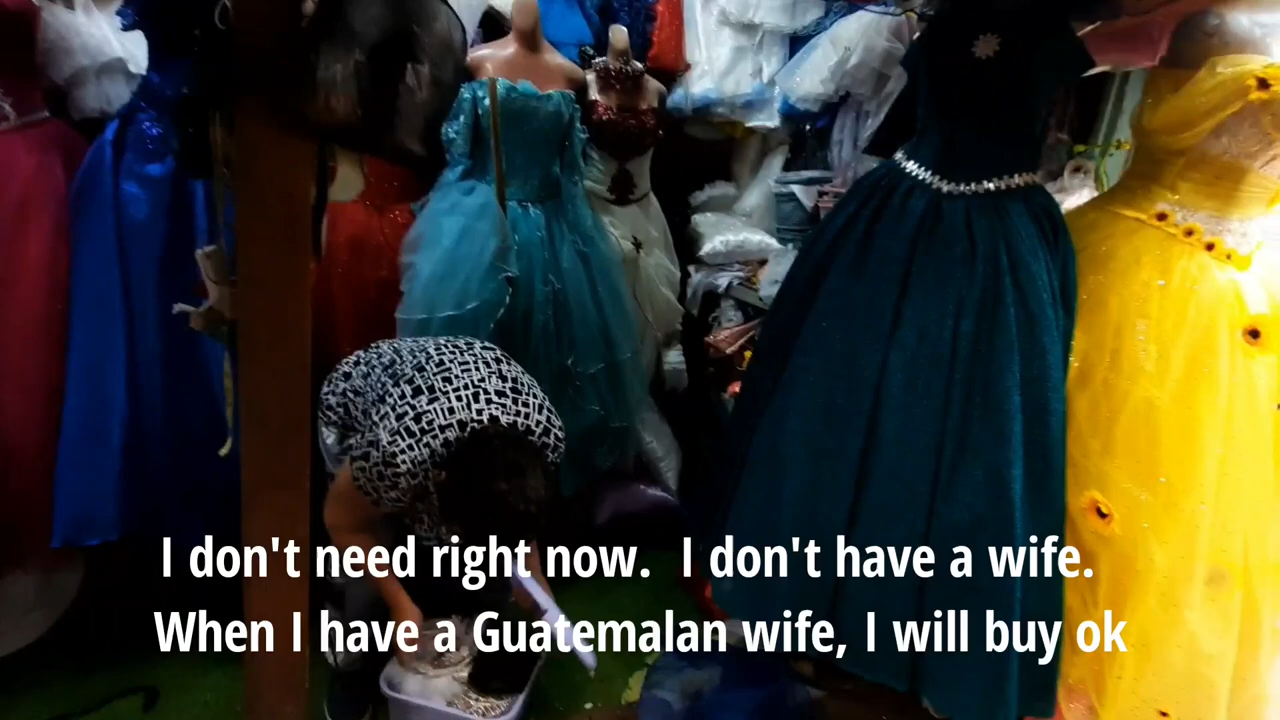 I don't need right now. I don't have a wife.
When I have a Guatemalan wife, I will buy ok